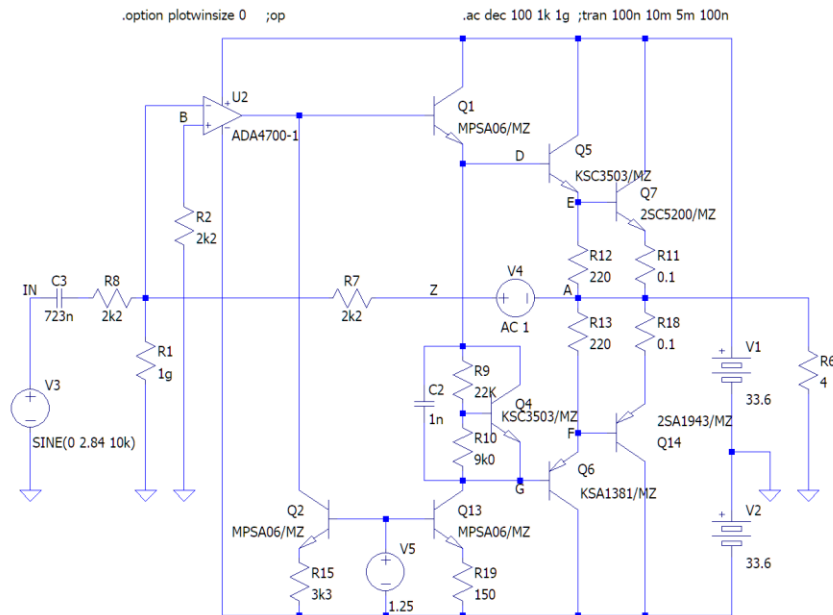 .option plotwinsize 0 ;op
.ac dec 100 1k 1g ;tran 100n 10m 5m 100n
U2
ADA4700-1
B
Q1
MPSA06/MZ
D
Q5
KSC3503/MZ
E
Q7
2SC5200/MZ
R2
2k2
R12
220
R11
0.1
IN
C3
723n
R8
2k2
R7
2k2
Z
V4
AC 1
A
R1
1g
R13
220
R18
0.1
V1
33.6
R6
4
V3
SINE(0 2.84 10k)
C2
1n
R9
22K
Q4
KSC3503/MZ
R10
9k0
F
2SA1943/MZ
Q14
G
Q6
KSA1381/MZ
Q2
MPSA06/MZ
Q13
MPSA06/MZ
V2
33.6
R15
3k3
V5
1.25
R19
150